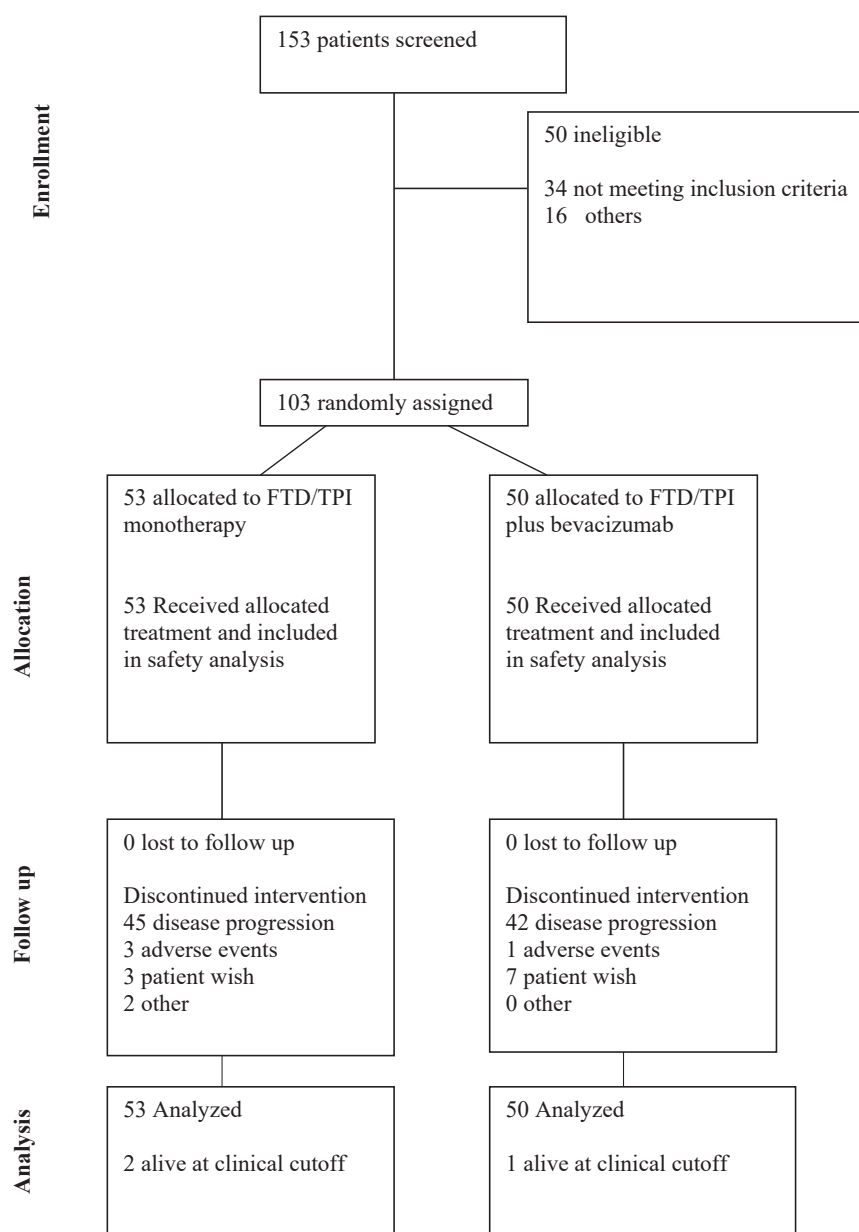 153 patients screened
Enrollment
50 ineligible
34 not meeting inclusion criteria
16 others
103 randomly assigned
Allocation
53 allocated to FTD/TPI
monotherapy
53 Received allocated
treatment and included
in safety analysis
50 allocated to FTD/TPI
plus bevacizumab
50 Received allocated
treatment and included
in safety analysis
Follow up
0 lost to follow up
Discontinued intervention
45 disease progression
3 adverse events
3 patient wish
2 other
0 lost to follow up
Discontinued intervention
42 disease progression
1 adverse events
7 patient wish
0 other
Analysis
53 Analyzed
2 alive at clinical cutoff
50 Analyzed
1 alive at clinical cutoff